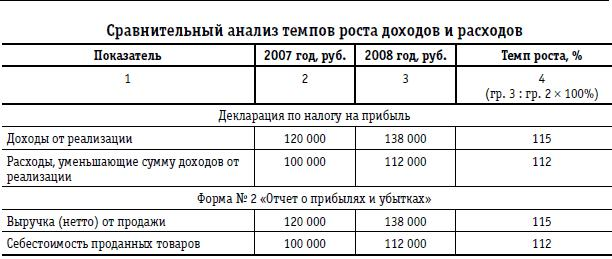 Сравнительный анализ темпов роста доходов и расходов
Показатель 2007 год, руб. 2008 год, руб. Темп роста, %
1 2 3 4
(гр. 3 : гр. 2 × 100%)
Декларация по налогу на прибыль
Доходы от реализации 120 000 138 000 115
Расходы, уменьшающие сумму доходов от 100 000 112 000 112
реализации
Форма № 2 «Отчет о прибылях и убытках»
Выручка (нетто) от продажи 120 000 138 000 115
Себестоимость проданных товаров 100 000 112 000 112